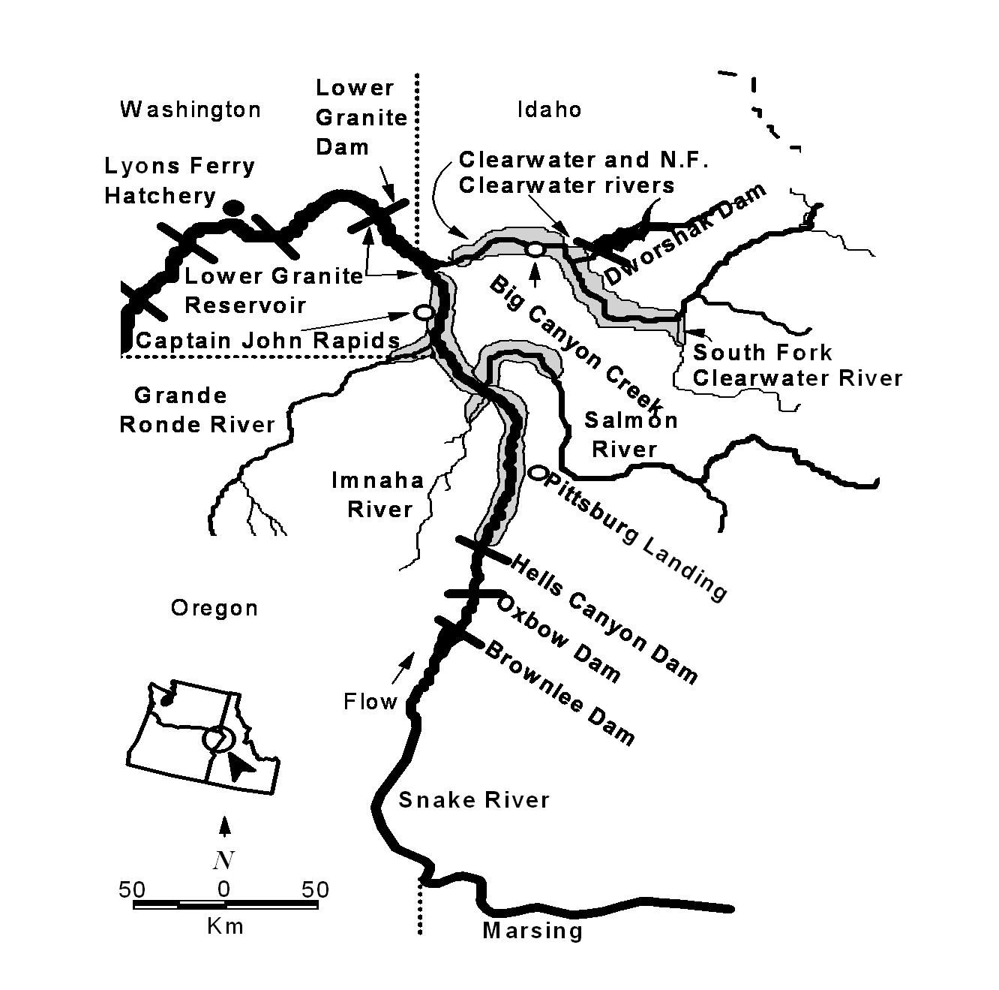 Washington
Lower
Granite
Dam
Idaho
Lyons Ferry
Hatchery
Clearwater and N.F.
Clearwater rivers
Dworshak Dam
Lower Granite
Reservoir
Big Canyon Creek
Captain John Rapids
South Fork
Clearwater River
Grande
Ronde River
Salmon
River
Imnaha
River
Pittsburg Landing
Hells Canyon Dam
Oxbow Dam
Brownlee Dam
Oregon
Flow
Snake River
N
50 0 50
Km
Marsing